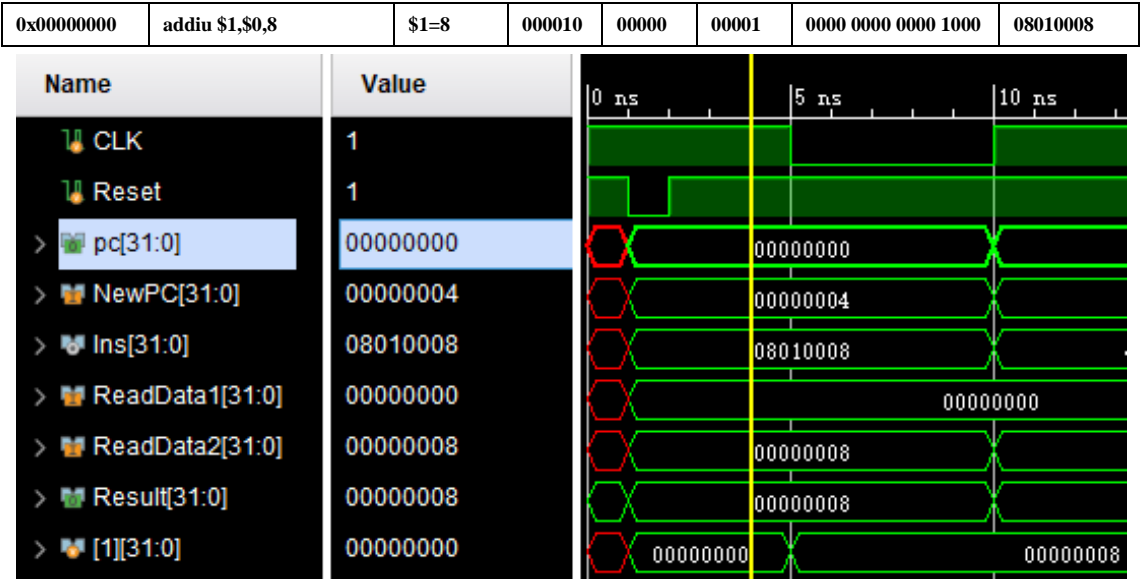 0x00000000 addiu $1,$0,8 $1=8 000010 00000 00001 0000 0000 0000 1000 08010008
Name Value 0 ns 5 ns 10 ns
CLK 1
Reset 1
pc[31:0] 00000000 00000000
NewPC[31:0] 00000004 00000004
Ins[31:0] 08010008 08010008
ReadData1[31:0] 00000000 00000000
ReadData2[31:0] 00000008 00000008
Result[31:0] 00000008 00000008
[1][31:0] 00000000 00000000 00000008